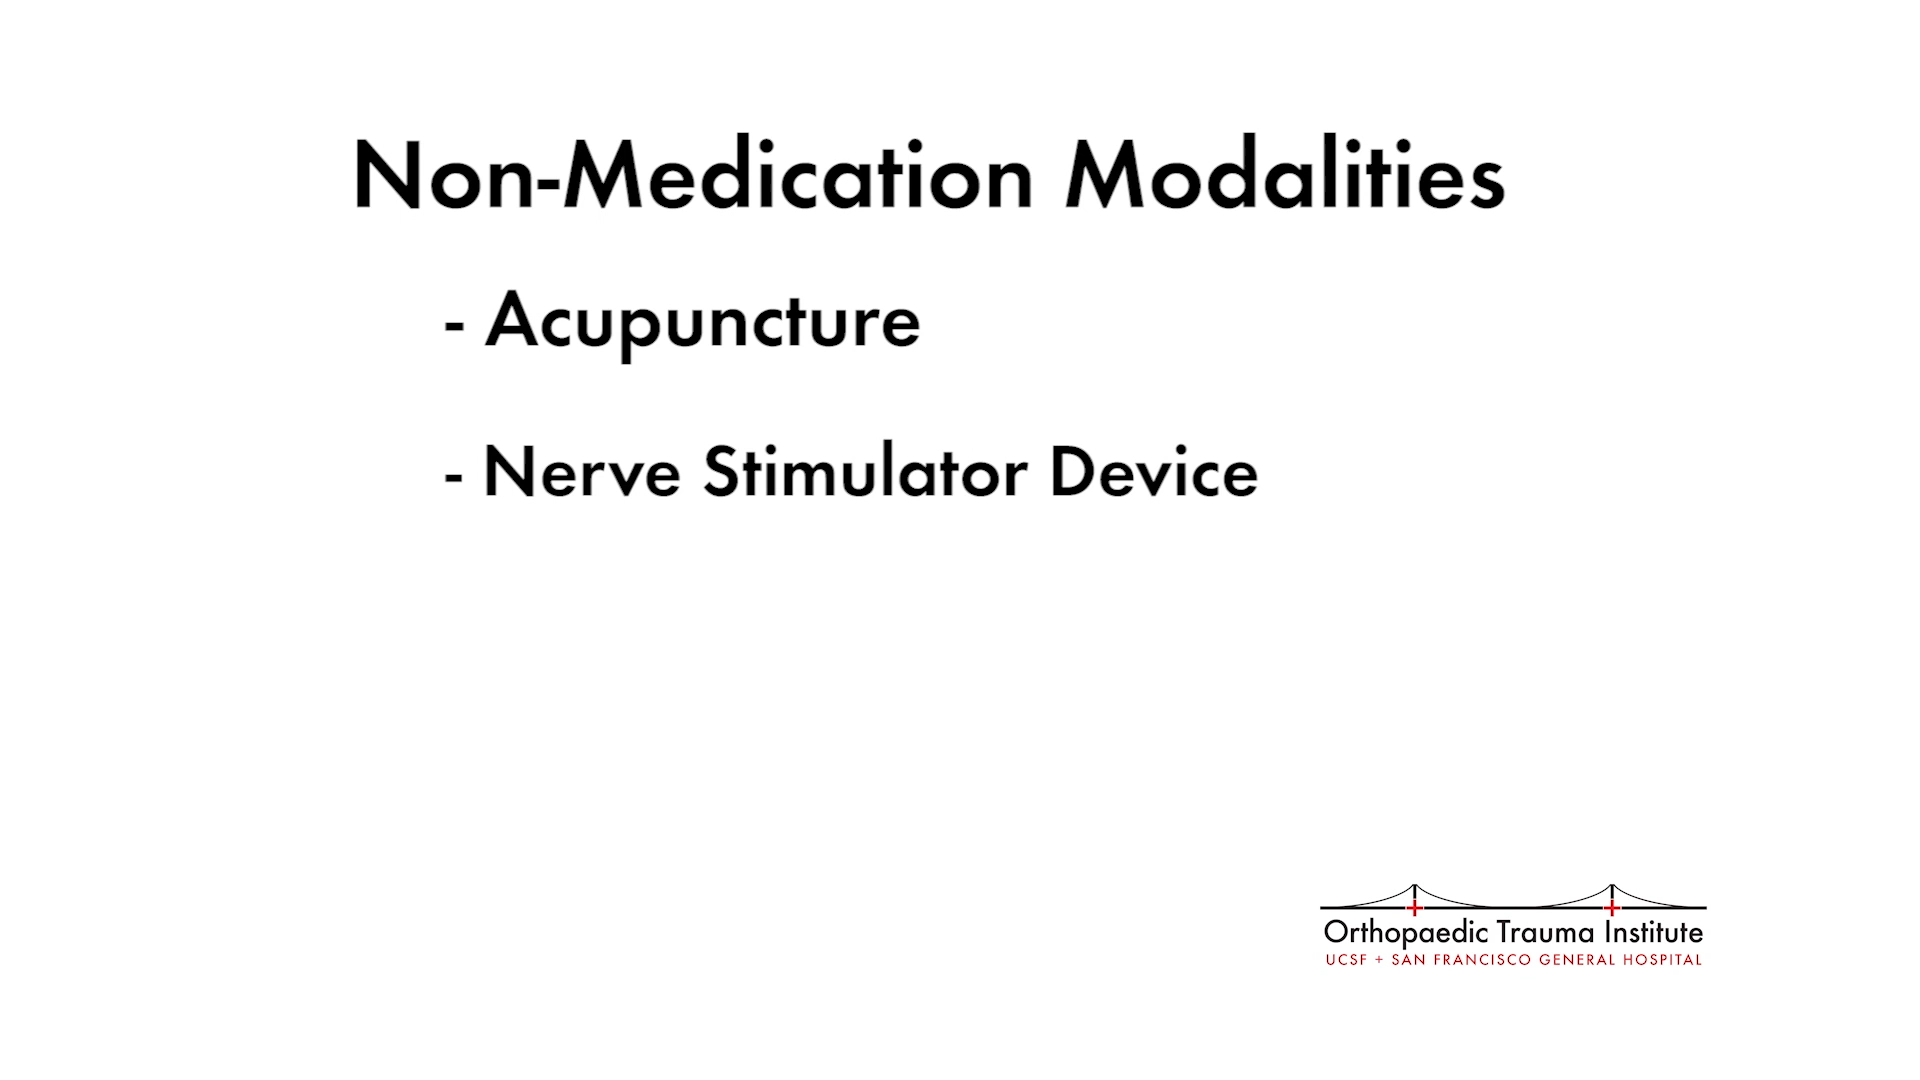 Non-Medication Modalities
- Acupuncture
- Nerve Stimulator Device
Orthopaedic Trauma Institute
UCSF + SAN FRANCISCO GENERAL HOSPITAL